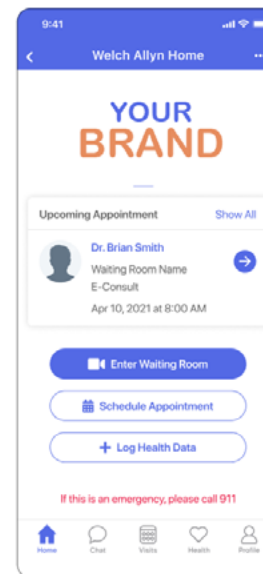 9:41
Welch Allyn Home
YOUR
BRAND
Upcoming Appointment Show All
Dr. Brian Smith
Waiting Room Name
E-Consult
Apr 10, 2021 at 8:00 AM
Enter Waiting Room
Schedule Appointment
Log Health Data
If this is an emergency, please call 911
Home Chat Visits Health Profile